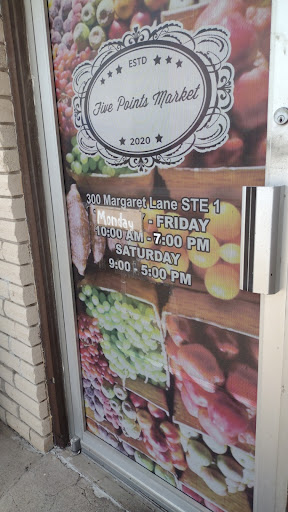 ESTD
Five Points Market
2020
300 Margaret Lane STE 1
Monday - FRIDAY
10:00 AM - 7:00 PM
SATURDAY
9:00 - 5:00 PM